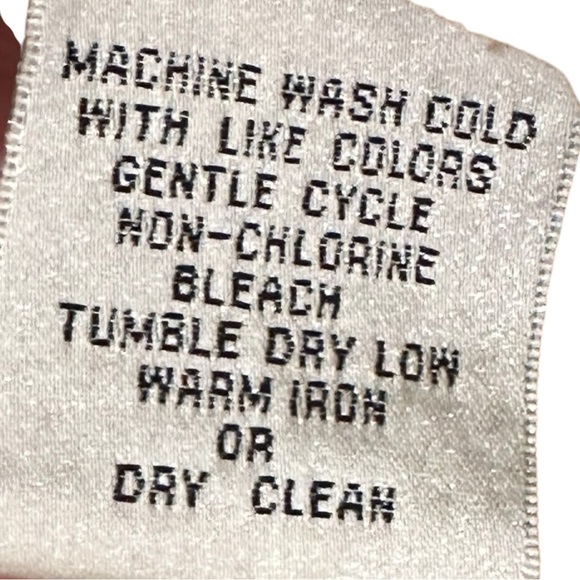 MACHINE WASH COLD
WITH LIKE COLORS
GENTLE CYCLE
NON-CHLORINE
BLEACH
TUMBLE DRY LOW
WARM IRON
OR
DRY CLEAN